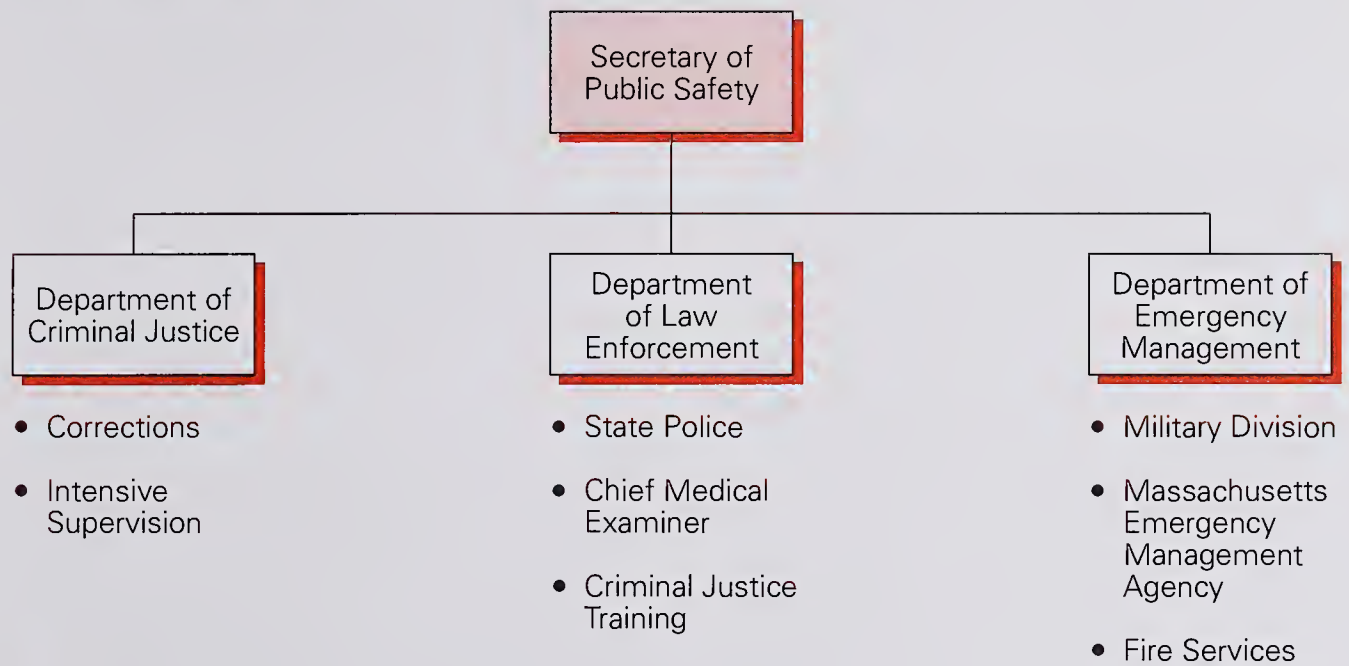 Secretary of
Public Safety
Department of
Criminal Justice
• Corrections
• Intensive
Supervision
Department
of Law
Enforcement
• State Police
• Chief Medical
Examiner
• Criminal Justice
Training
Department of
Emergency
Management
• Military Division
• Massachusetts
Emergency
Management
Agency
• Fire Services